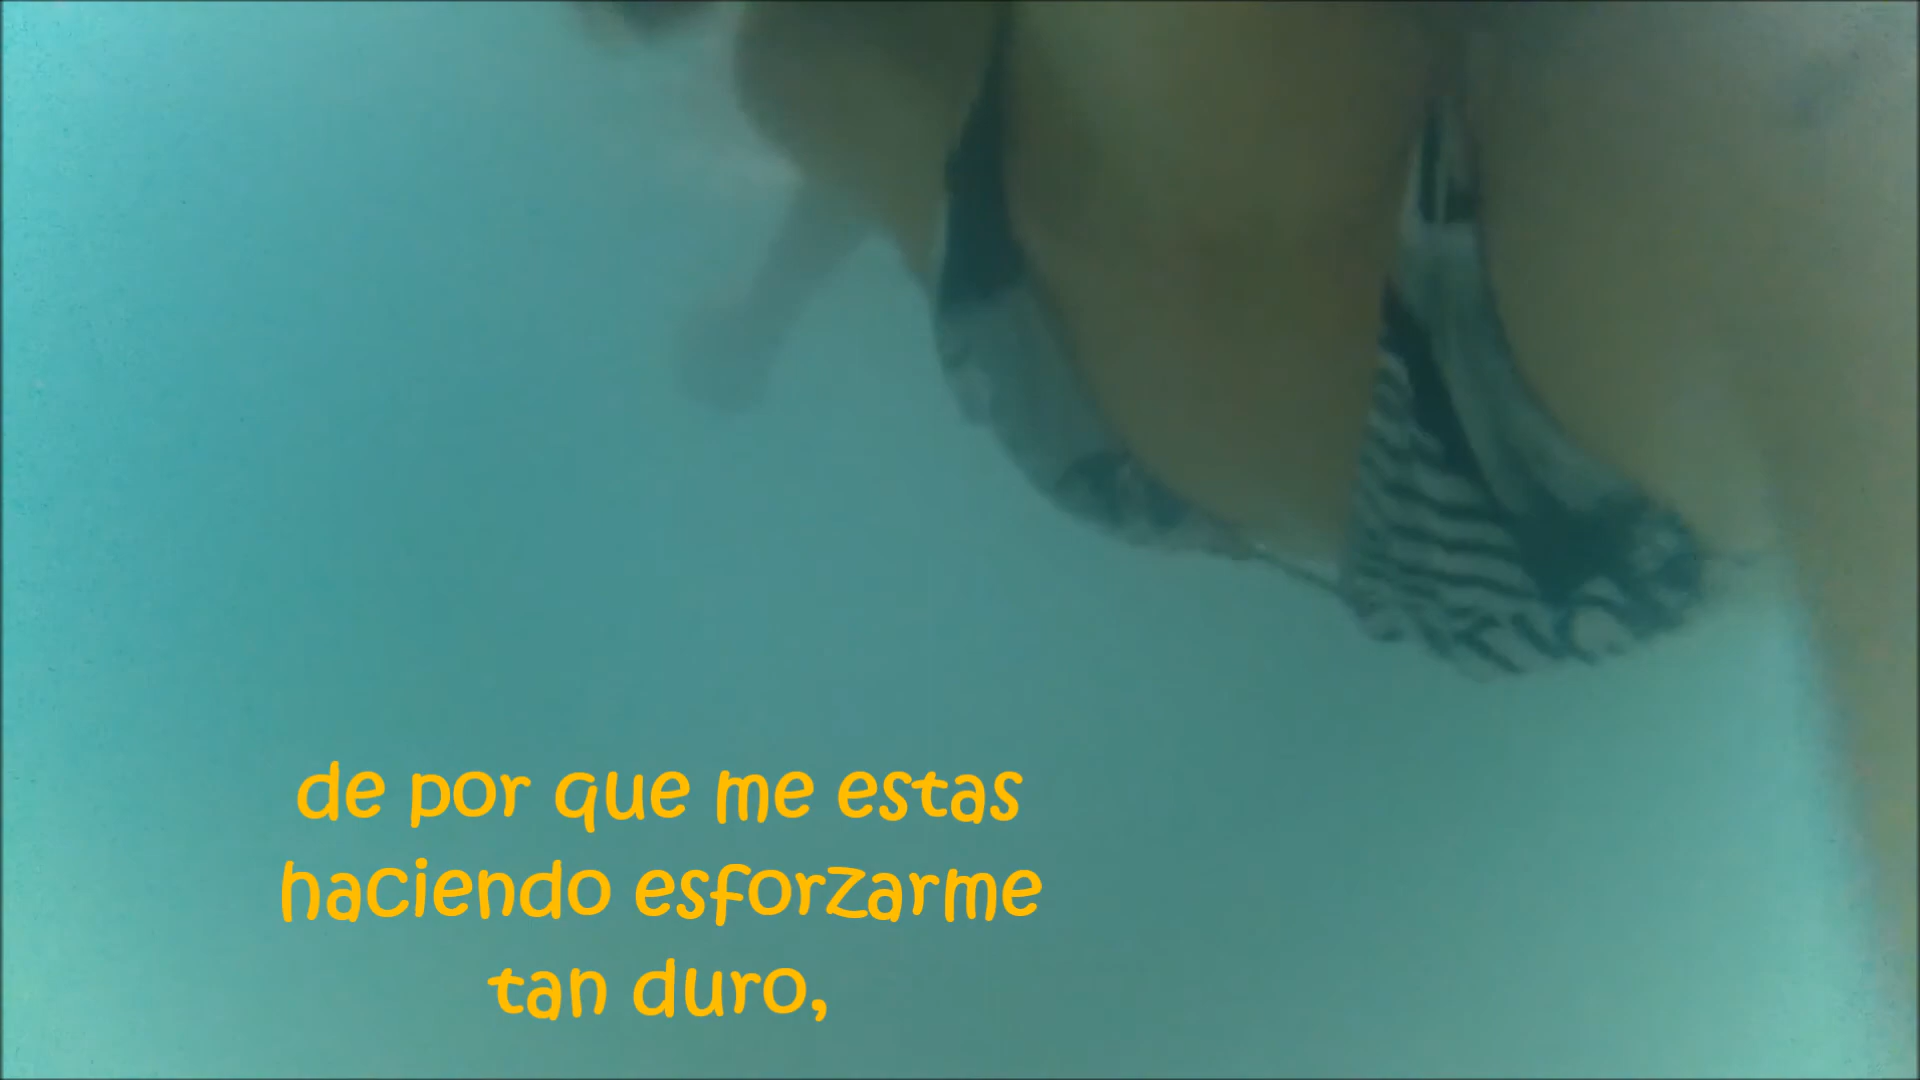 de por que me estas
haciendo esforzarme
tan duro,